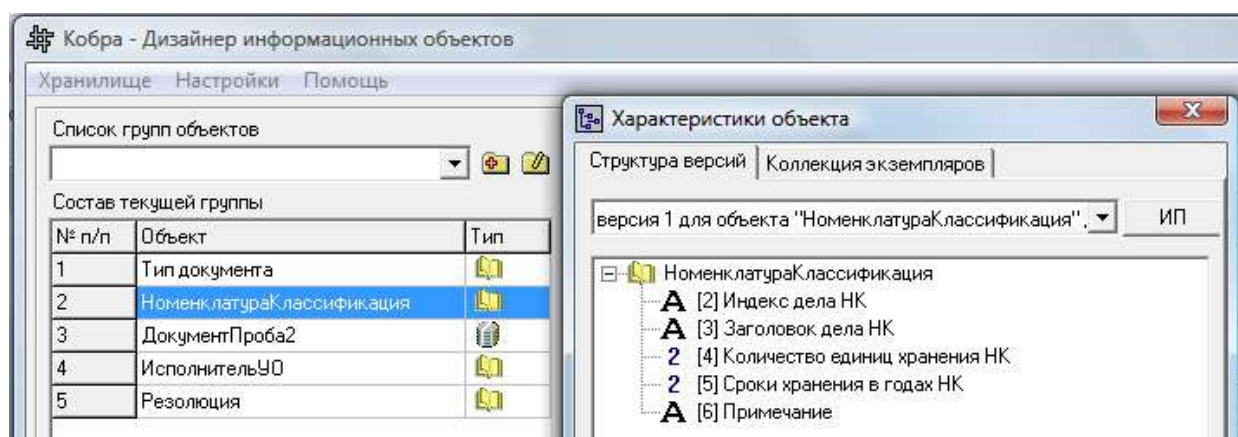 Кобра - Дизайнер информационных объектов
Хранилище Настройки Помощь
Список групп объектов
Состав текущей группы
№ п/п Объект Тип
1 Тип документа
2 НоменклатураКлассификация
3 ДокументПроба2
4 ИсполнительУО
5 Резолюция
Характеристики объекта
Структура версий Коллекция экземпляров
версия 1 для объекта "НоменклатураКлассификация", ИП
НоменклатураКлассификация
A [2] Индекс дела НК
A [3] Заголовок дела НК
2 [4] Количество единиц хранения НК
2 [5] Сроки хранения в годах НК
A [6] Примечание